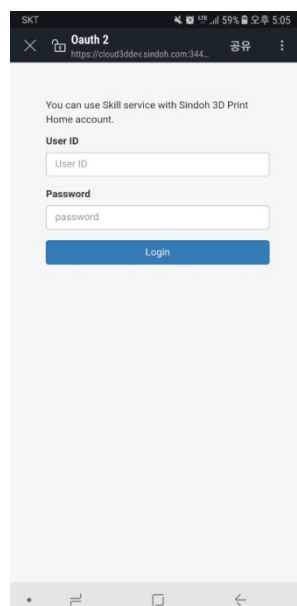 SKT 59% 오후 5:05
Oauth 2
https://cloud3ddev.sindoh.com:344...
공유
You can use Skill service with Sindoh 3D Print
Home account.
User ID
User ID
Password
password
Login